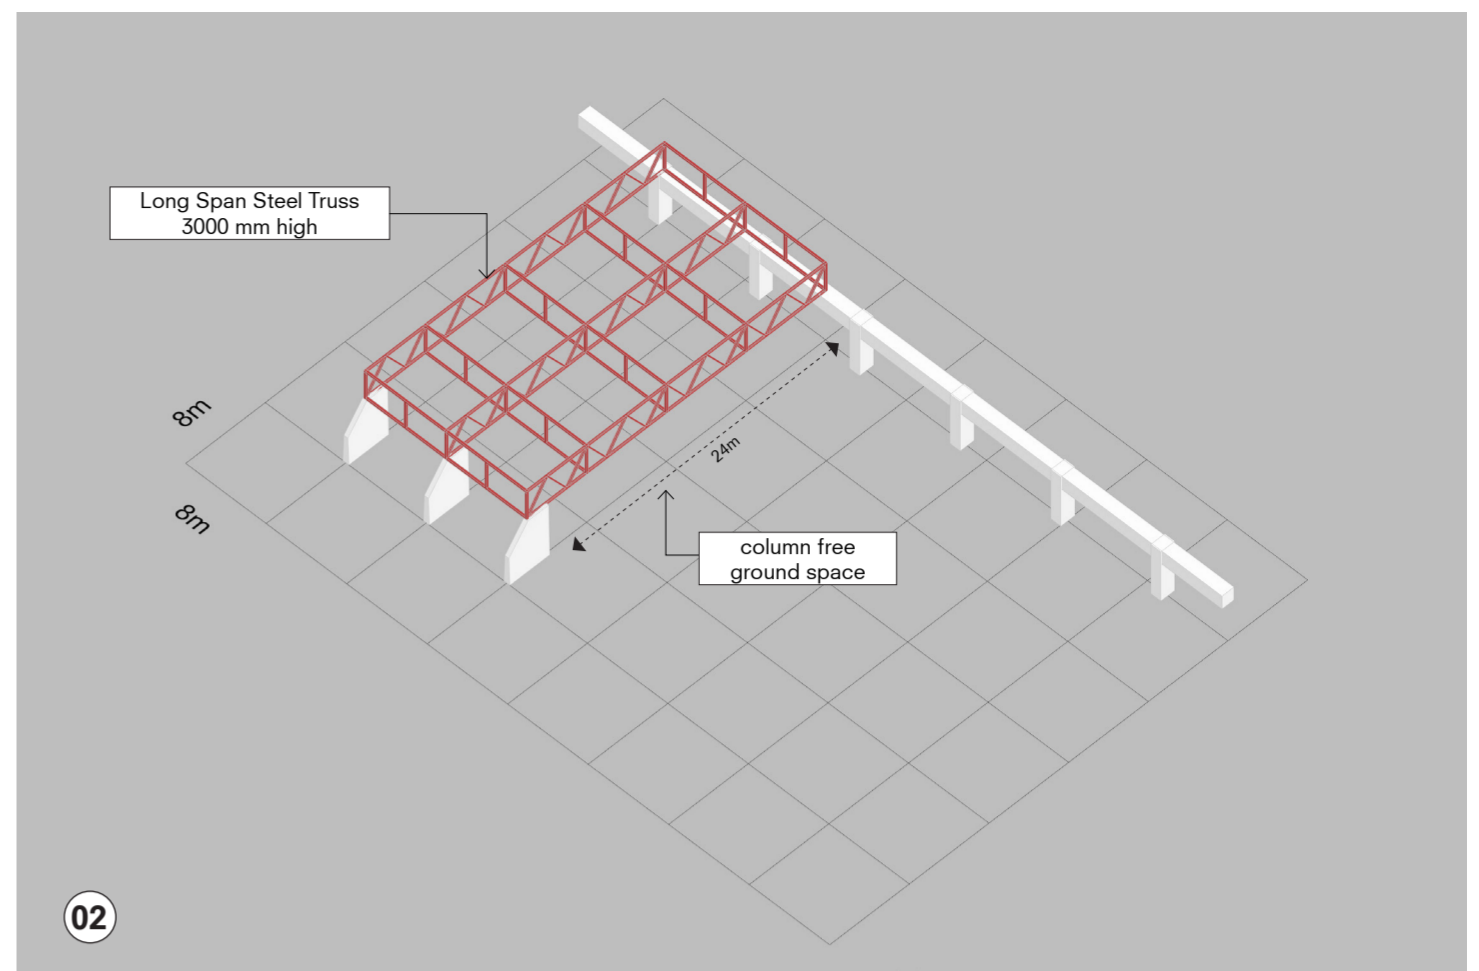 Long Span Steel Truss
3000 mm high
8m
8m
24m
column free
ground space
02